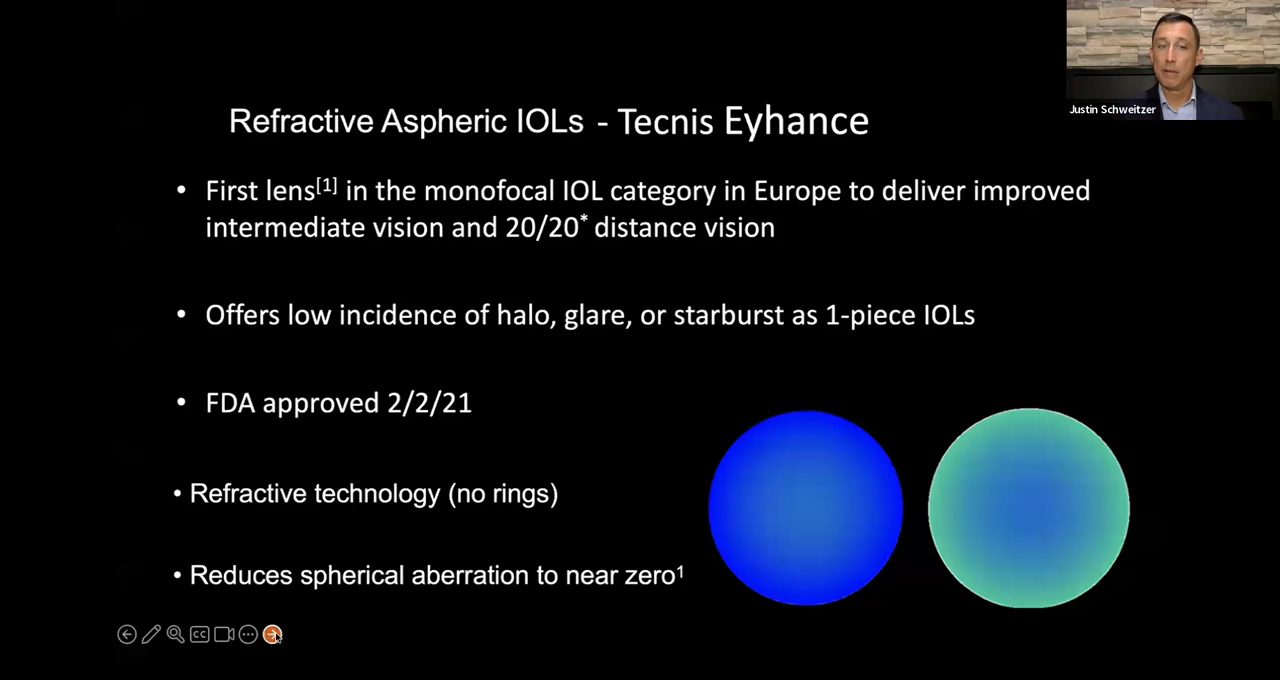 Justin Schweitzer
Refractive Aspheric IOLs - Tecnis Eyhance
• First lens[1] in the monofocal IOL category in Europe to deliver improved
intermediate vision and 20/20* distance vision
• Offers low incidence of halo, glare, or starburst as 1-piece IOLs
• FDA approved 2/2/21
• Refractive technology (no rings)
• Reduces spherical aberration to near zero1
CC